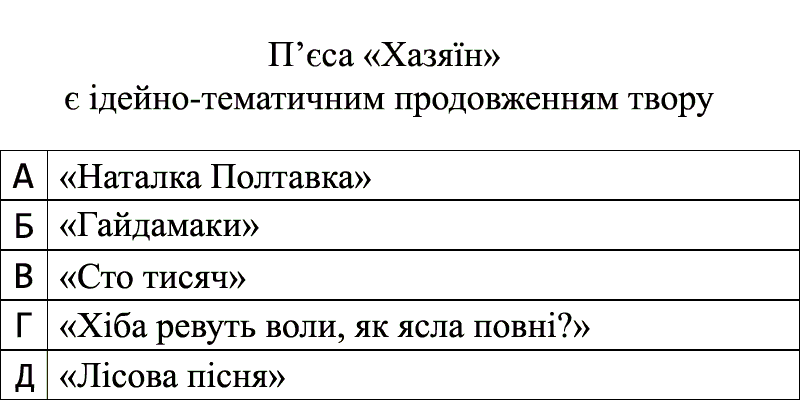 П’єса «Хазяїн»
є ідейно-тематичним продовженням твору
А «Наталка Полтавка»
Б «Гайдамаки»
В «Сто тисяч»
Г «Хіба ревуть воли, як ясла повні?»
Д «Лісова пісня»